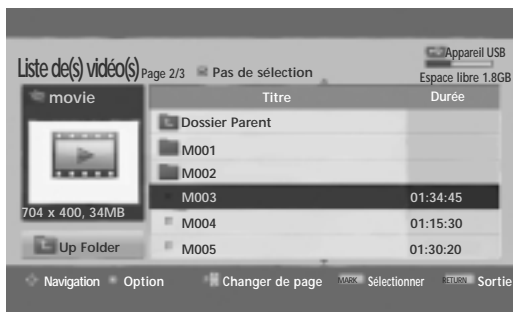 Liste de(s) vidéo(s) Page 2/3 Pas de sélection
Appareil USB
Espace libre 1.8GB
movie
Titre Durée
Dossier Parent
M001
M002
M003 01:34:45
704 x 400, 34MB
M004 01:15:30
Up Folder
M005 01:30:20
Navigation Option Changer de page MARK Sélectionner RETURN Sortie